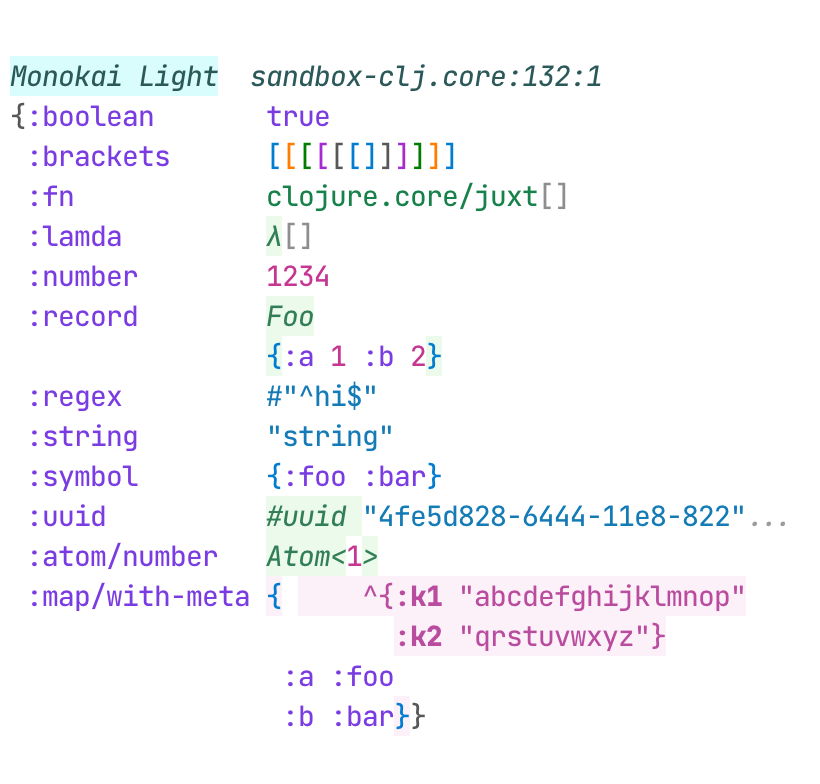 Monokai Light  sandbox-clj.core:132:1
{:boolean       true
 :brackets      [[[[[[]]]]]]
 :fn            clojure.core/juxt[]
 :lamda         λ[]
 :number        1234
 :record        Foo
                {:a 1 :b 2}
 :regex         #"^hi$"
 :string        "string"
 :symbol        {:foo :bar}
 :uuid          #uuid "4fe5d828-6444-11e8-822"...
 :atom/number   Atom<1>
 :map/with-meta {     ^{:k1 "abcdefghijklmnop"
                        :k2 "qrstuvwxyz"}
                 :a :foo
                 :b :bar}}